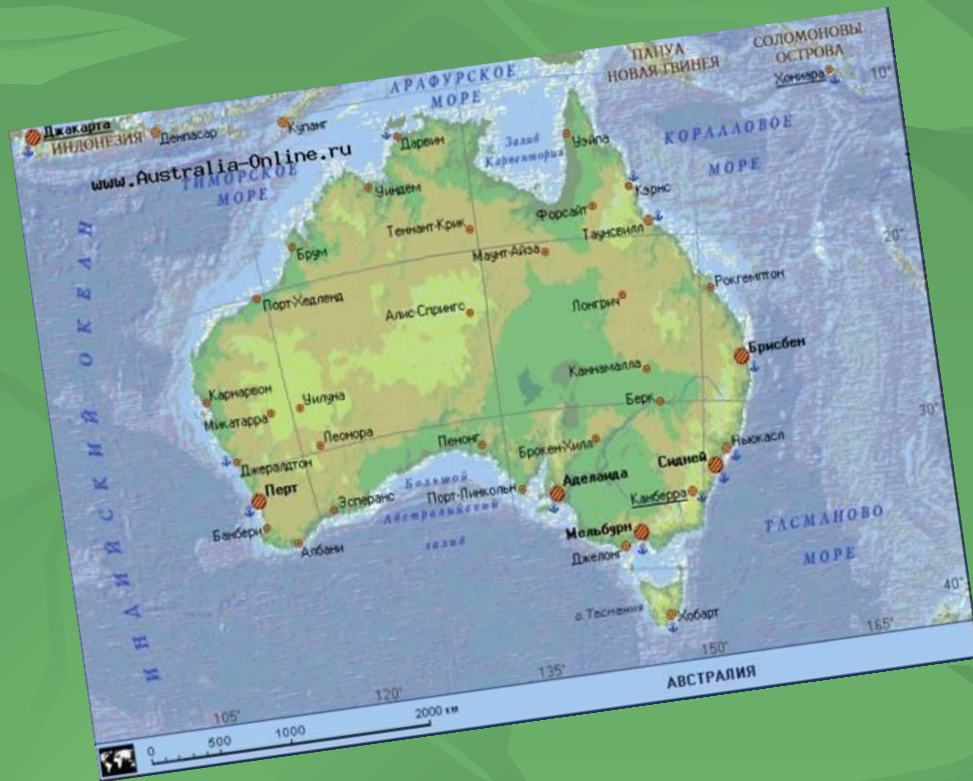 СОЛОМОНОВЫ
ОСТРОВА
ПАПУА-
НОВАЯ ГВИНЕЯ
Хониара
10°
АРАФУРСКОЕ
МОРЕ
Джакарта
ИНДОНЕЗИЯ
Денпасар
Купанг
Дарвин
Залив
Карпентария
Уэйпа
КОРАЛЛОВОЕ
МОРЕ
www.Australia-Online.ru
ТИМОРСКОЕ
МОРЕ
Уиндем
Кэрнс
Форсайт
Таунсвилл
Теннант-Крик
Маунт-Айза
Брум
20°
Порт-Хедленд
Алис-Спрингс
Лонгрич
Рокгемптон
Брисбен
Каннамалла
Карнарвон
Микатарра
Уилуна
Берк
30°
Леонора
Пенонг
Брокен-Хилл
Ньюкасл
Сидней
Джералдтон
Перт
Большой
Австралийский
залив
Эсперанс
Порт-Линкольн
Аделаида
Канберра
Банбери
Албани
Мельбурн
Джелонг
ТАСМАНОВО
МОРЕ
о.Тасмания
Хобарт
40°
ИНДИЙСКИЙ ОКЕАН
105°
120°
135°
150°
165°
0
500
1000
2000 км
АВСТРАЛИЯ